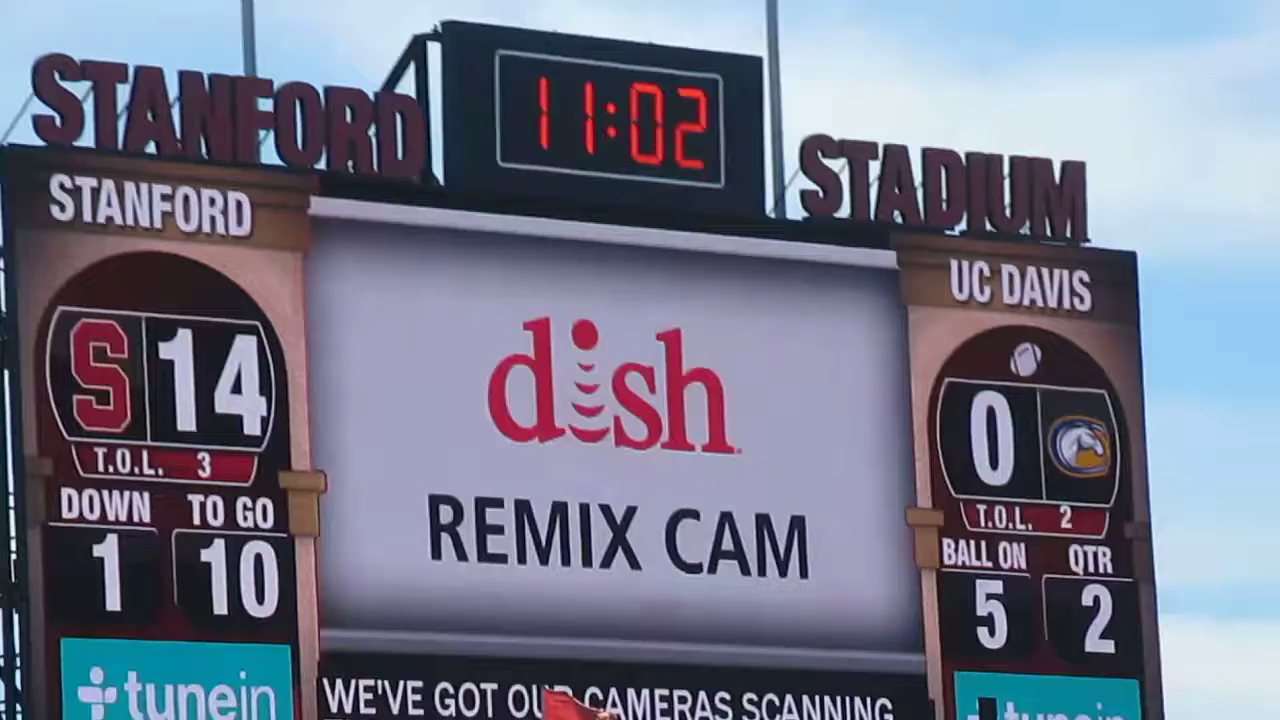 11:02
STANFORD STADIUM
STANFORD
UC DAVIS
S 14
0
T.O.L. 3
T.O.L. 2
DOWN TO GO
1 10
BALL ON QTR
5 2
dish
REMIX CAM
tunein
tunein
WE'VE GOT OUR CAMERAS SCANNING